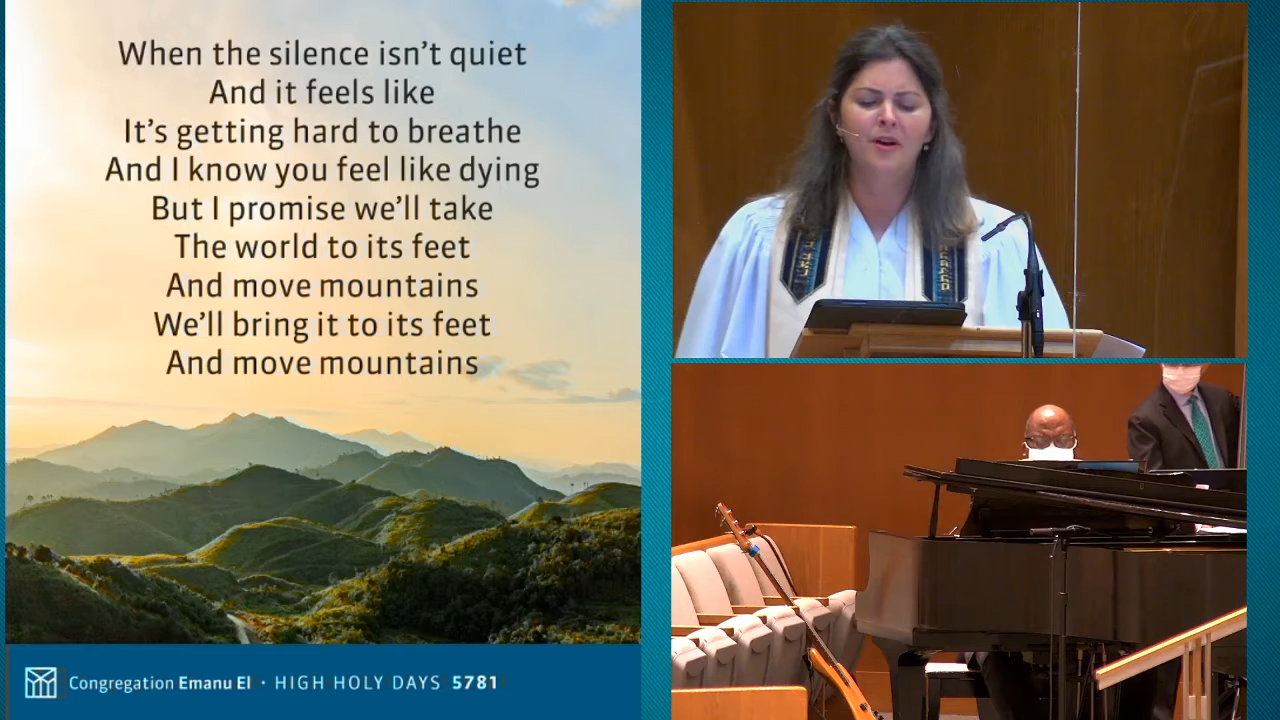 When the silence isn't quiet
And it feels like
It's getting hard to breathe
And I know you feel like dying
But I promise we'll take
The world to its feet
And move mountains
We'll bring it to its feet
And move mountains
Congregation Emanu El · HIGH HOLY DAYS 5781